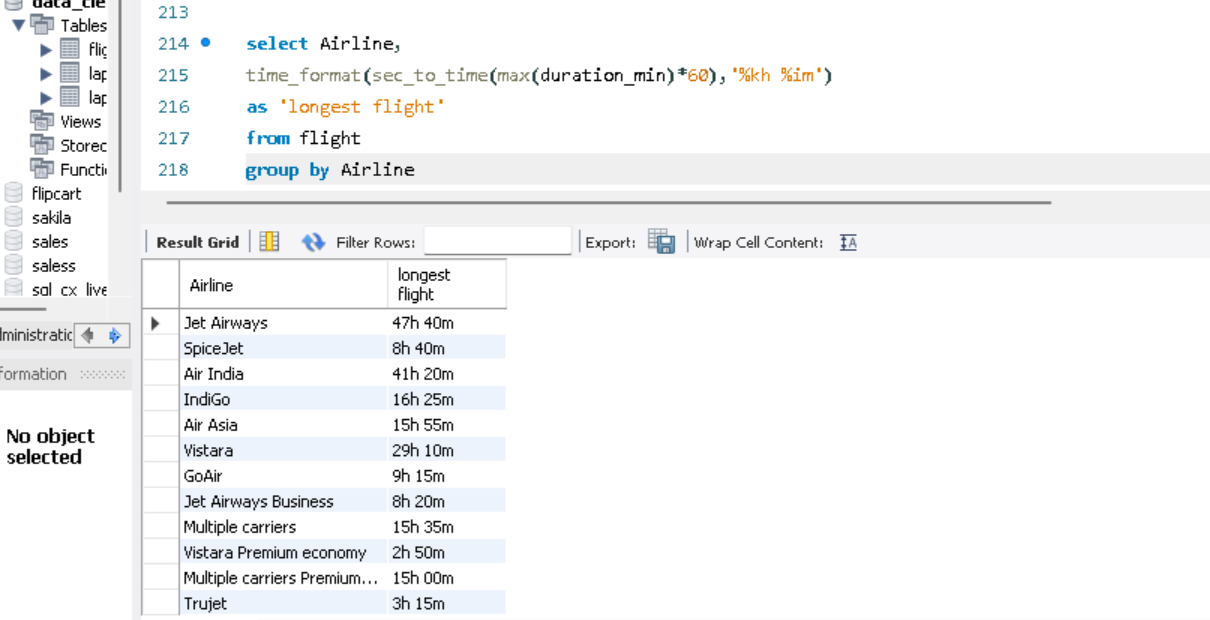 data_cle
Tables
flig
lap
lap
Views
Storec
Functi
flipcart
sakila
sales
saless
sql_cx_live
dministratic
formation
No object
selected
213
214 select Airline,
215 time_format(sec_to_time(max(duration_min)*60),'%kh %im')
216 as 'longest flight'
217 from flight
218 group by Airline
Result Grid Filter Rows: Export: Wrap Cell Content: IA
Airline longest flight
Jet Airways 47h 40m
SpiceJet 8h 40m
Air India 41h 20m
IndiGo 16h 25m
Air Asia 15h 55m
Vistara 29h 10m
GoAir 9h 15m
Jet Airways Business 8h 20m
Multiple carriers 15h 35m
Vistara Premium economy 2h 50m
Multiple carriers Premium... 15h 00m
Trujet 3h 15m